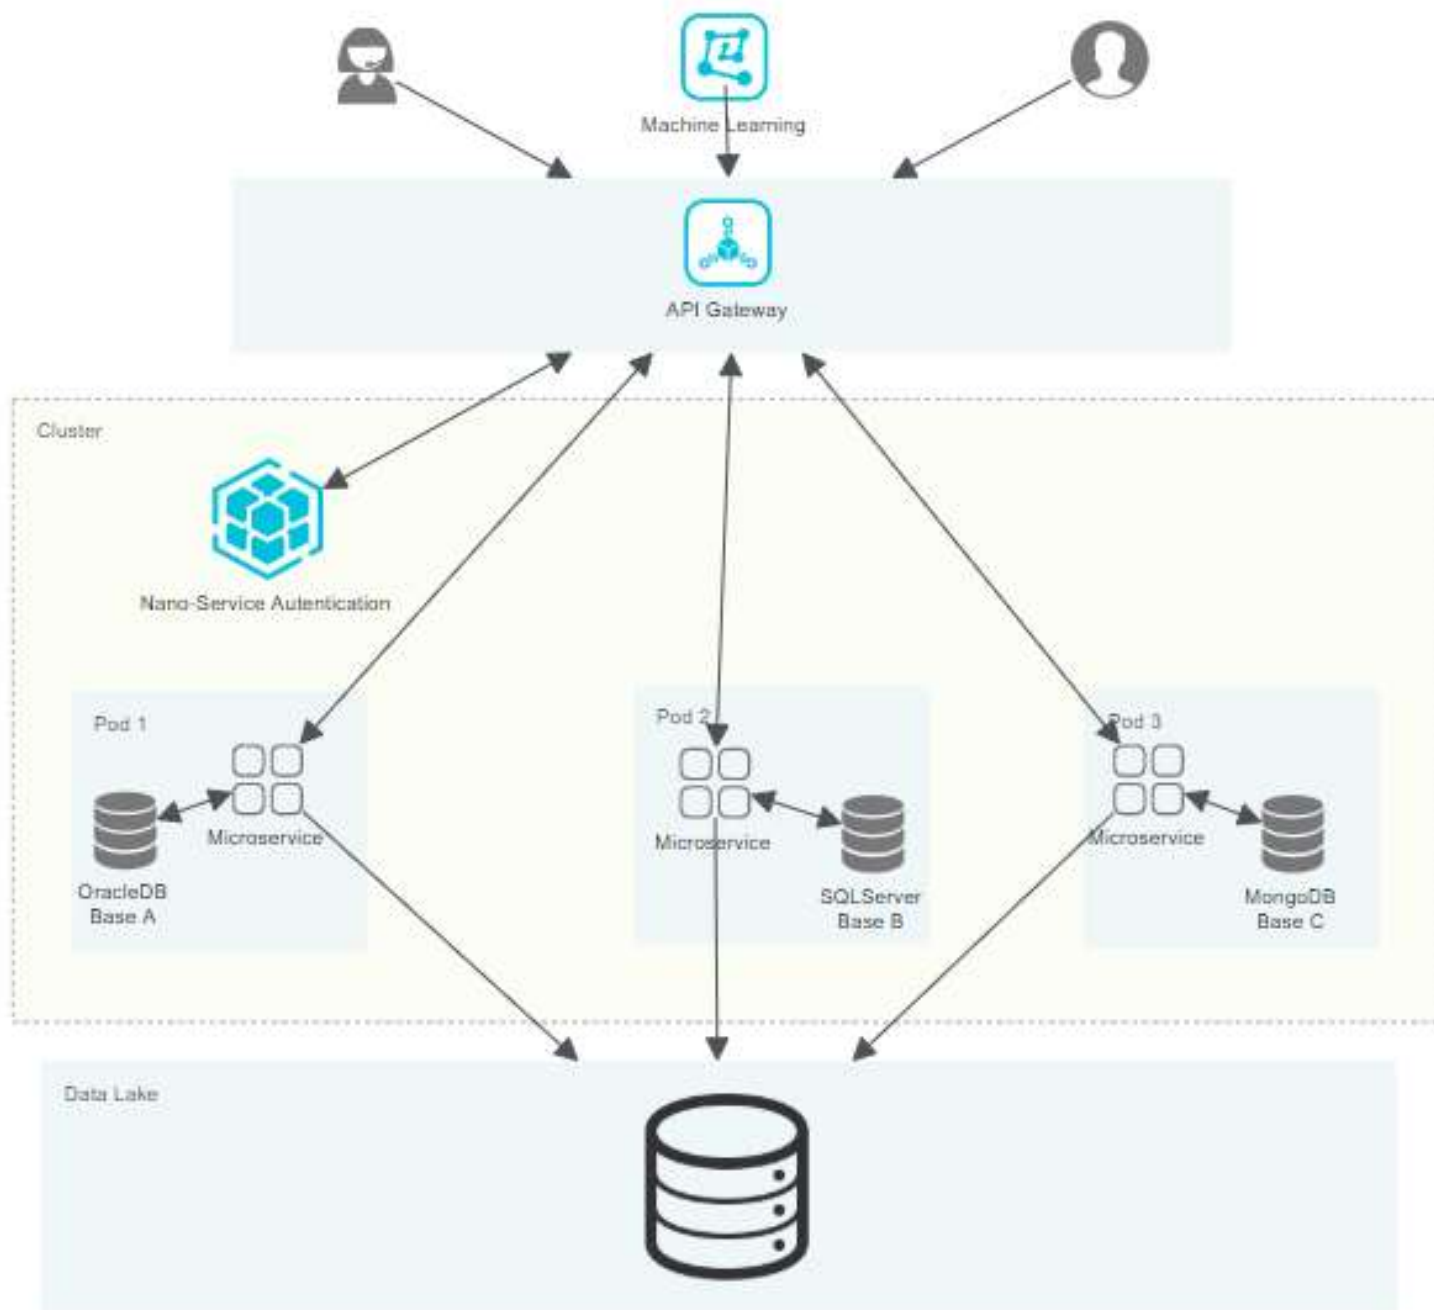 Machine Learning
API Gateway
Cluster
Nano-Service Autentication
Pod 1
Microservice
OracleDB
Base A
Pod 2
Microservice
SQLServer
Base B
Pod 3
Microservice
MongoDB
Base C
Data Lake